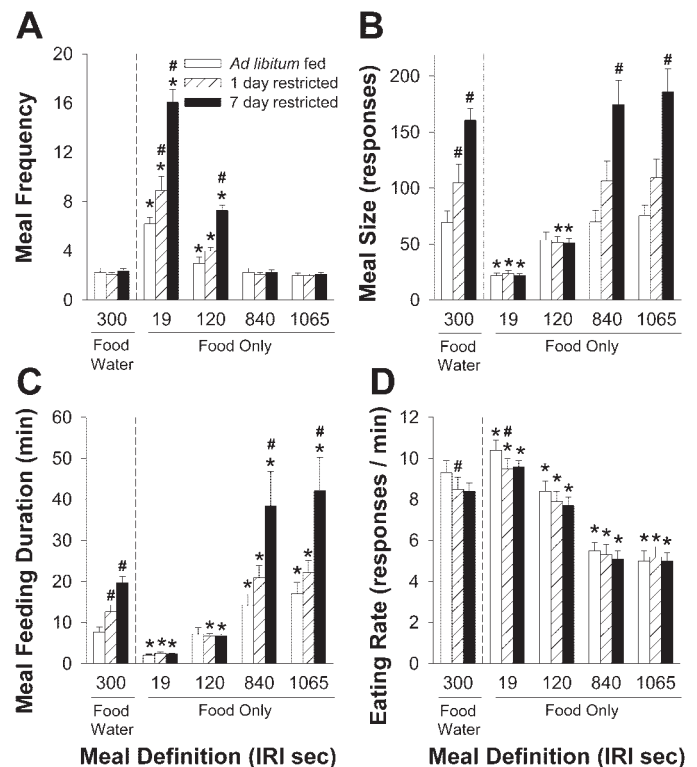 A
Meal Frequency
20
16
12
8
4
0
Ad libitum fed
1 day restricted
7 day restricted
* * # * # * * * # *
300 19 120 840 1065
Food Water
Food Only
B
Meal Size (responses)
200
150
100
50
0
# # * * * * * # #
300 19 120 840 1065
Food Water
Food Only
C
Meal Feeding Duration (min)
60
50
40
30
20
10
0
# # * * * * * * * # * * * # *
300 19 120 840 1065
Food Water
Food Only
Meal Definition (IRI sec)
D
Eating Rate (responses / min)
12
10
8
6
4
2
0
# * # * * * * * * * * * * *
300 19 120 840 1065
Food Water
Food Only
Meal Definition (IRI sec)